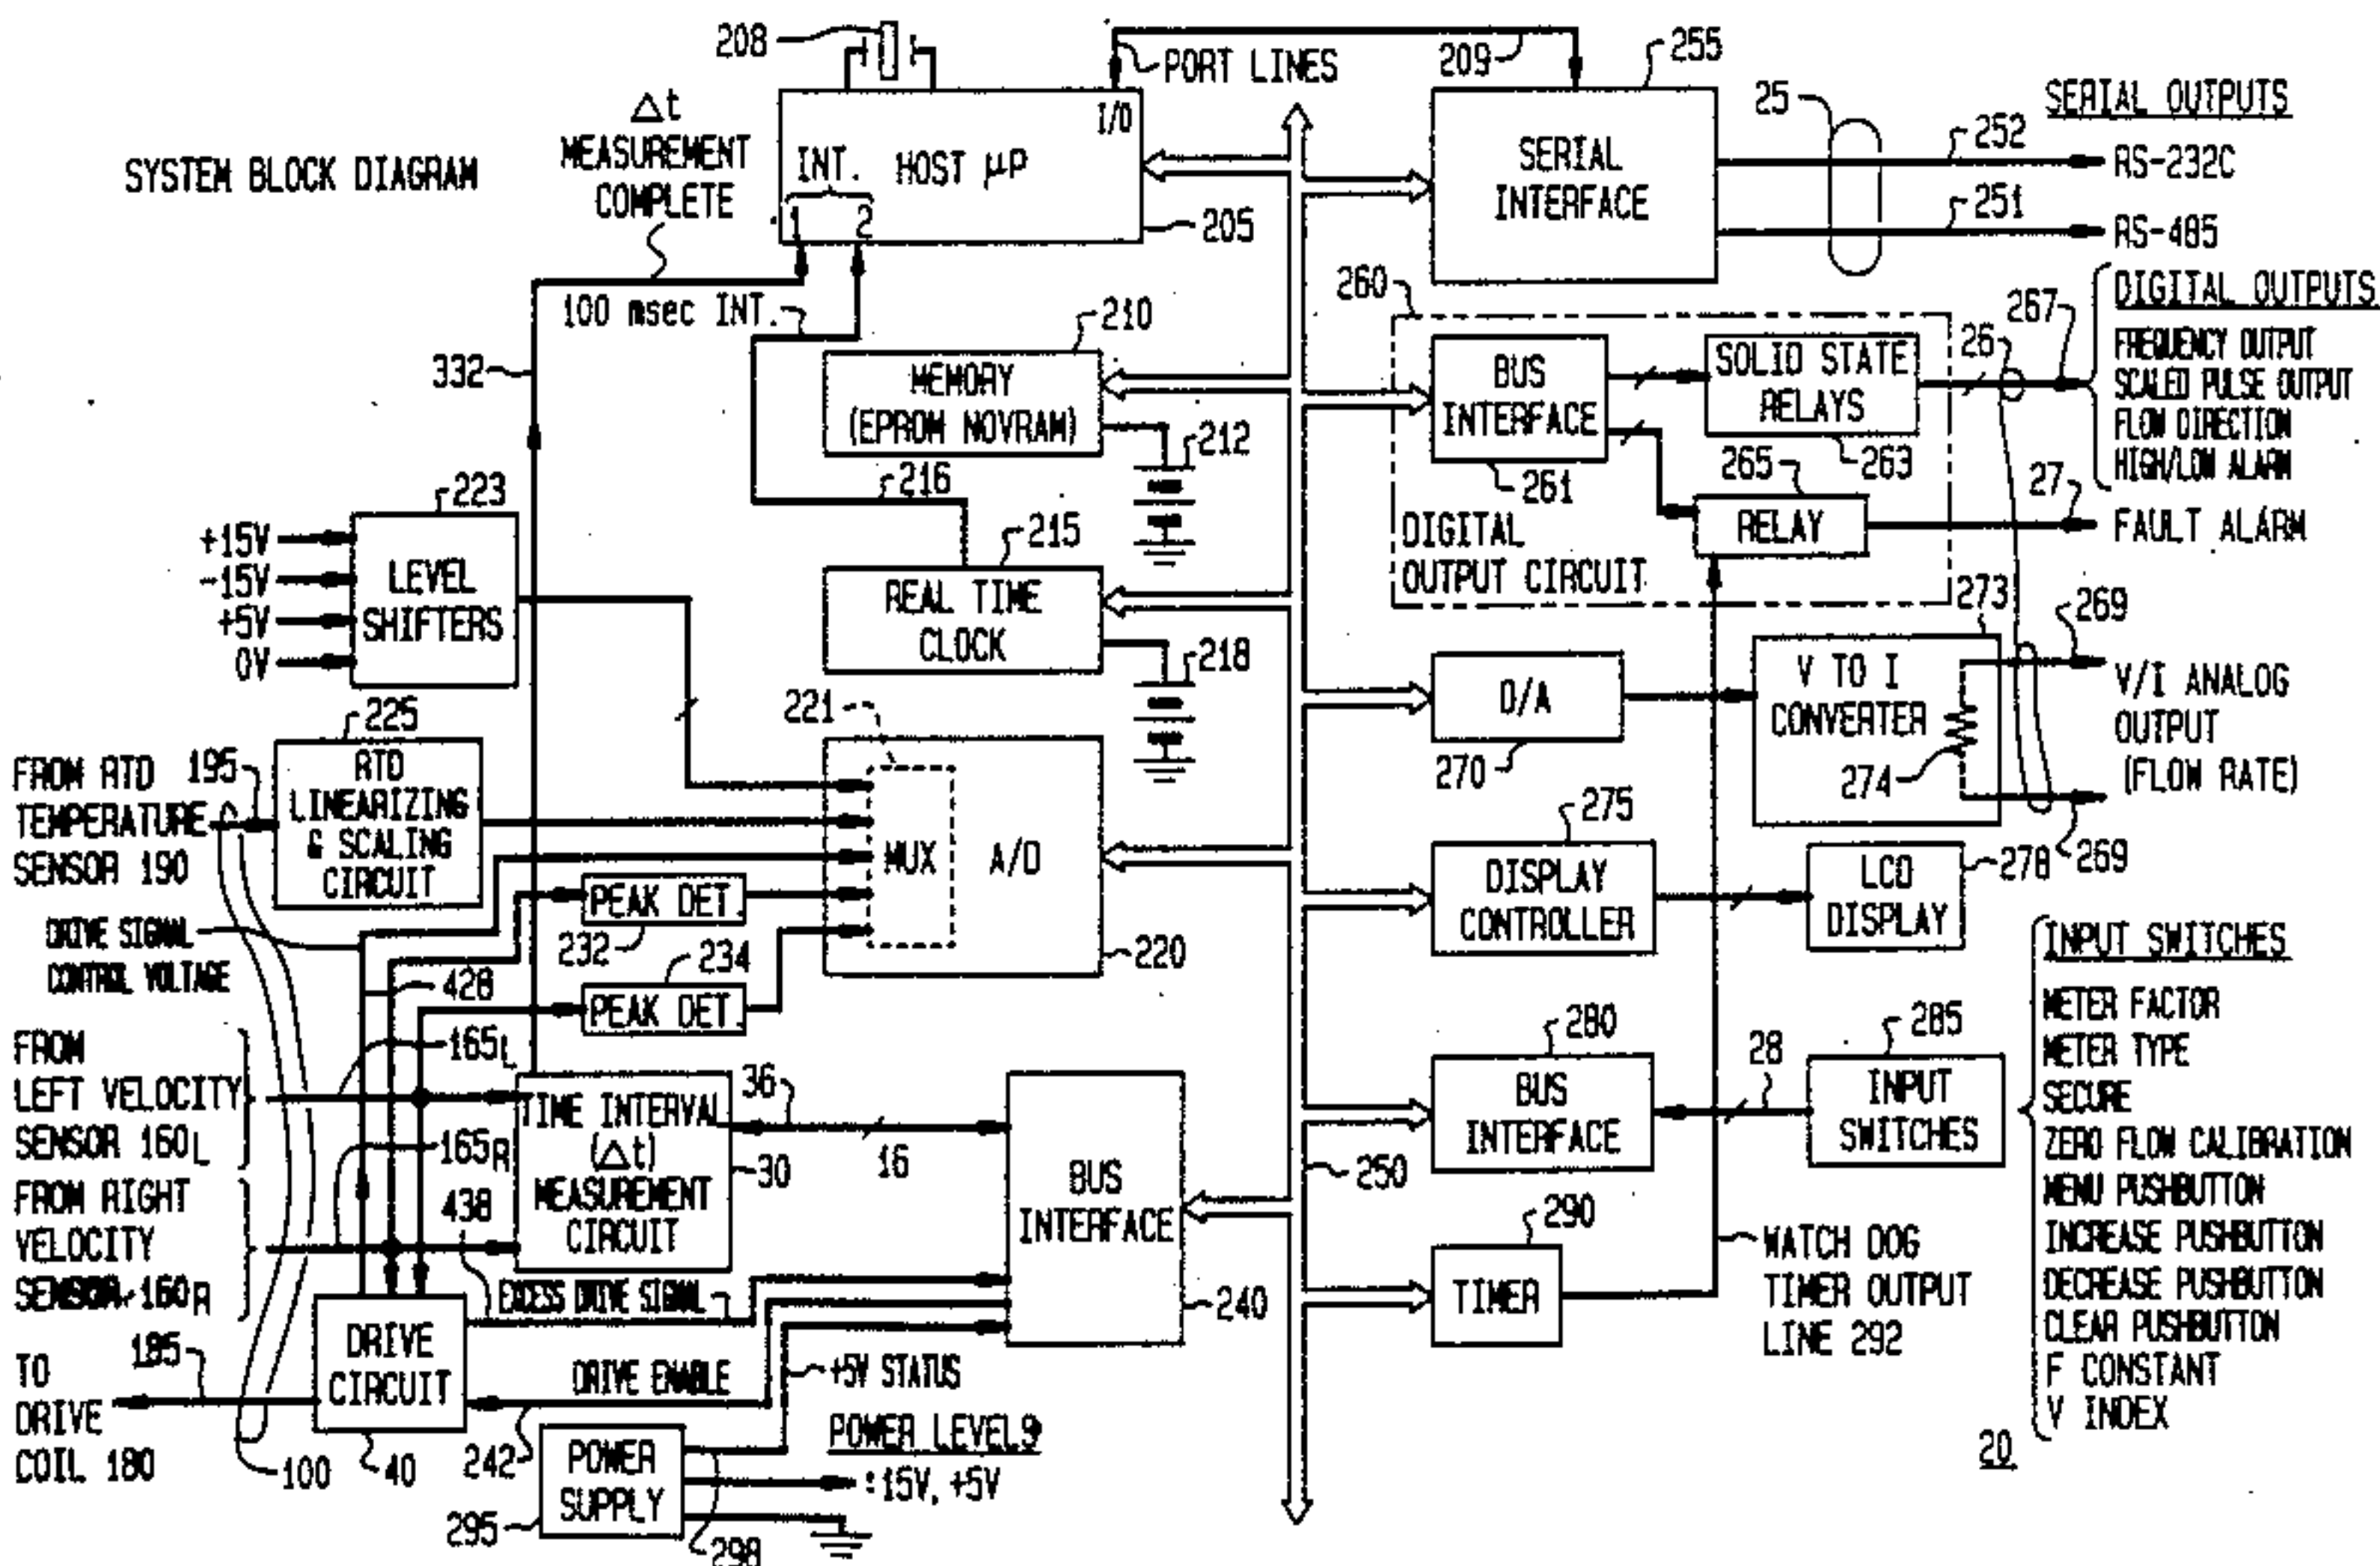 SYSTEM BLOCK DIAGRAM
208
Δt
MEASUREMENT
COMPLETE
100 msec INT.
332
PORT LINES
209
I/O
INT.
HOST µP
1
2
205
255
SERIAL
INTERFACE
25
SERIAL OUTPUTS
252
RS-232C
251
RS-485
210
MEMORY
(EPROM NOVRAM)
212
216
215
REAL TIME
CLOCK
218
260
BUS
INTERFACE
261
SOLID STATE
RELAYS
263
265
RELAY
DIGITAL
OUTPUT CIRCUIT
26
267
DIGITAL OUTPUTS
FREQUENCY OUTPUT
SCALED PULSE OUTPUT
FLOW DIRECTION
HIGH/LOW ALARM
27
FAULT ALARM
223
+15V
-15V
+5V
0V
LEVEL
SHIFTERS
225
RTD
LINEARIZING
& SCALING
CIRCUIT
FROM RTD
TEMPERATURE
SENSOR 190
195
221
MUX
A/D
220
PEAK DET.
232
234
PEAK DET.
DRIVE SIGNAL
CONTROL VOLTAGE
428
D/A
270
273
V TO I
CONVERTER
274
269
V/I ANALOG
OUTPUT
(FLOW RATE)
269
275
DISPLAY
CONTROLLER
LCD
DISPLAY
278
FROM
LEFT VELOCITY
SENSOR 160L
165L
FROM RIGHT
VELOCITY
SENSOR 160R
165R
438
TIME INTERVAL
(Δt)
MEASUREMENT
CIRCUIT
30
36
16
BUS
INTERFACE
240
250
280
BUS
INTERFACE
28
285
INPUT
SWITCHES
INPUT SWITCHES
METER FACTOR
METER TYPE
SECURE
ZERO FLOW CALIBRATION
MENU PUSHBUTTON
INCREASE PUSHBUTTON
DECREASE PUSHBUTTON
CLEAR PUSHBUTTON
F CONSTANT
V INDEX
290
TIMER
WATCH DOG
TIMER OUTPUT
LINE 292
EXCESS DRIVE SIGNAL
DRIVE
CIRCUIT
40
TO
DRIVE
COIL 180
100
DRIVE ENABLE
242
+5V STATUS
POWER
SUPPLY
295
298
POWER LEVELS
±15V, +5V
20